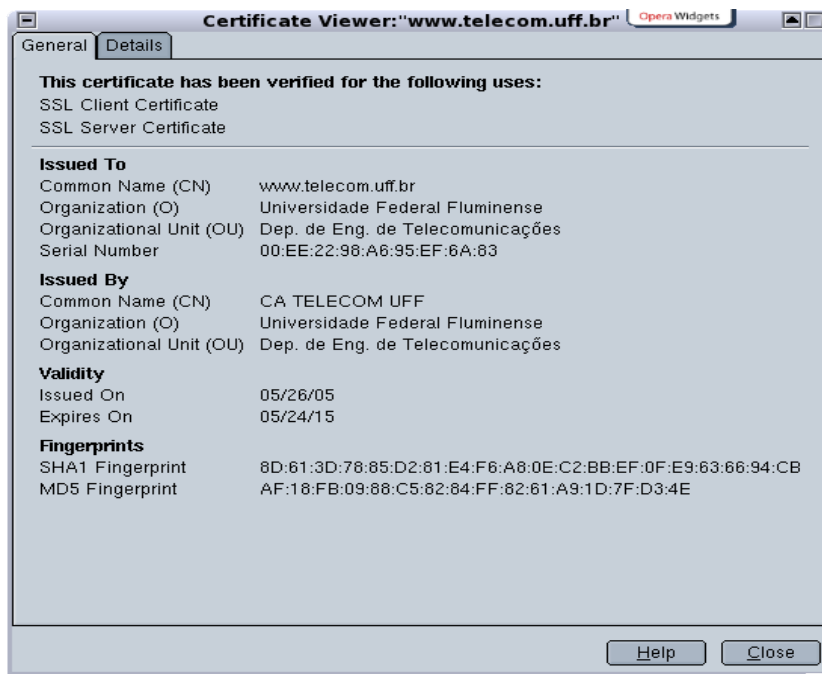 Certificate Viewer:"www.telecom.uff.br" Opera Widgets
General Details
This certificate has been verified for the following uses:
SSL Client Certificate
SSL Server Certificate
Issued To
Common Name (CN) www.telecom.uff.br
Organization (O) Universidade Federal Fluminense
Organizational Unit (OU) Dep. de Eng. de Telecomunicações
Serial Number 00:EE:22:98:A6:95:EF:6A:83
Issued By
Common Name (CN) CA TELECOM UFF
Organization (O) Universidade Federal Fluminense
Organizational Unit (OU) Dep. de Eng. de Telecomunicações
Validity
Issued On 05/26/05
Expires On 05/24/15
Fingerprints
SHA1 Fingerprint 8D:61:3D:78:85:D2:81:E4:F6:A8:0E:C2:BB:EF:0F:E9:63:66:94:CB
MD5 Fingerprint AF:18:FB:09:88:C5:82:84:FF:82:61:A9:1D:7F:D3:4E
Help Close